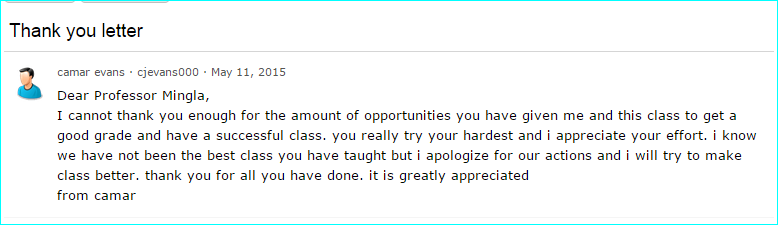 Thank you letter
camar evans · cjevans000 · May 11, 2015
Dear Professor Mingla,
I cannot thank you enough for the amount of opportunities you have given me and this class to get a
good grade and have a successful class. you really try your hardest and i appreciate your effort. i know
we have not been the best class you have taught but i apologize for our actions and i will try to make
class better. thank you for all you have done. it is greatly appreciated
from camar